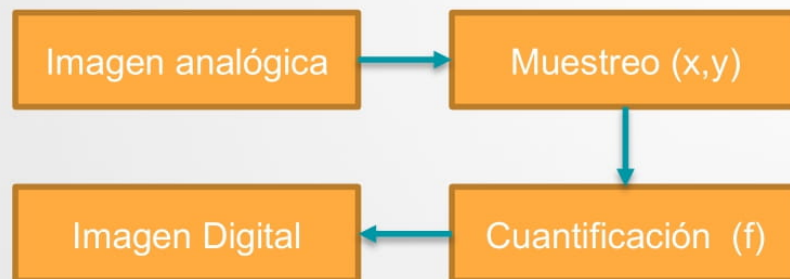 Imagen analógica
Muestreo (x,y)
Cuantificación (f)
Imagen Digital